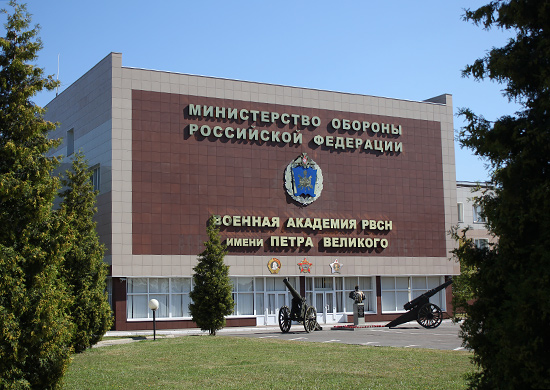 МИНИСТЕРСТВО ОБОРОНЫ
РОССИЙСКОЙ ФЕДЕРАЦИИ
ВОЕННАЯ АКАДЕМИЯ РВСН
ИМЕНИ ПЕТРА ВЕЛИКОГО